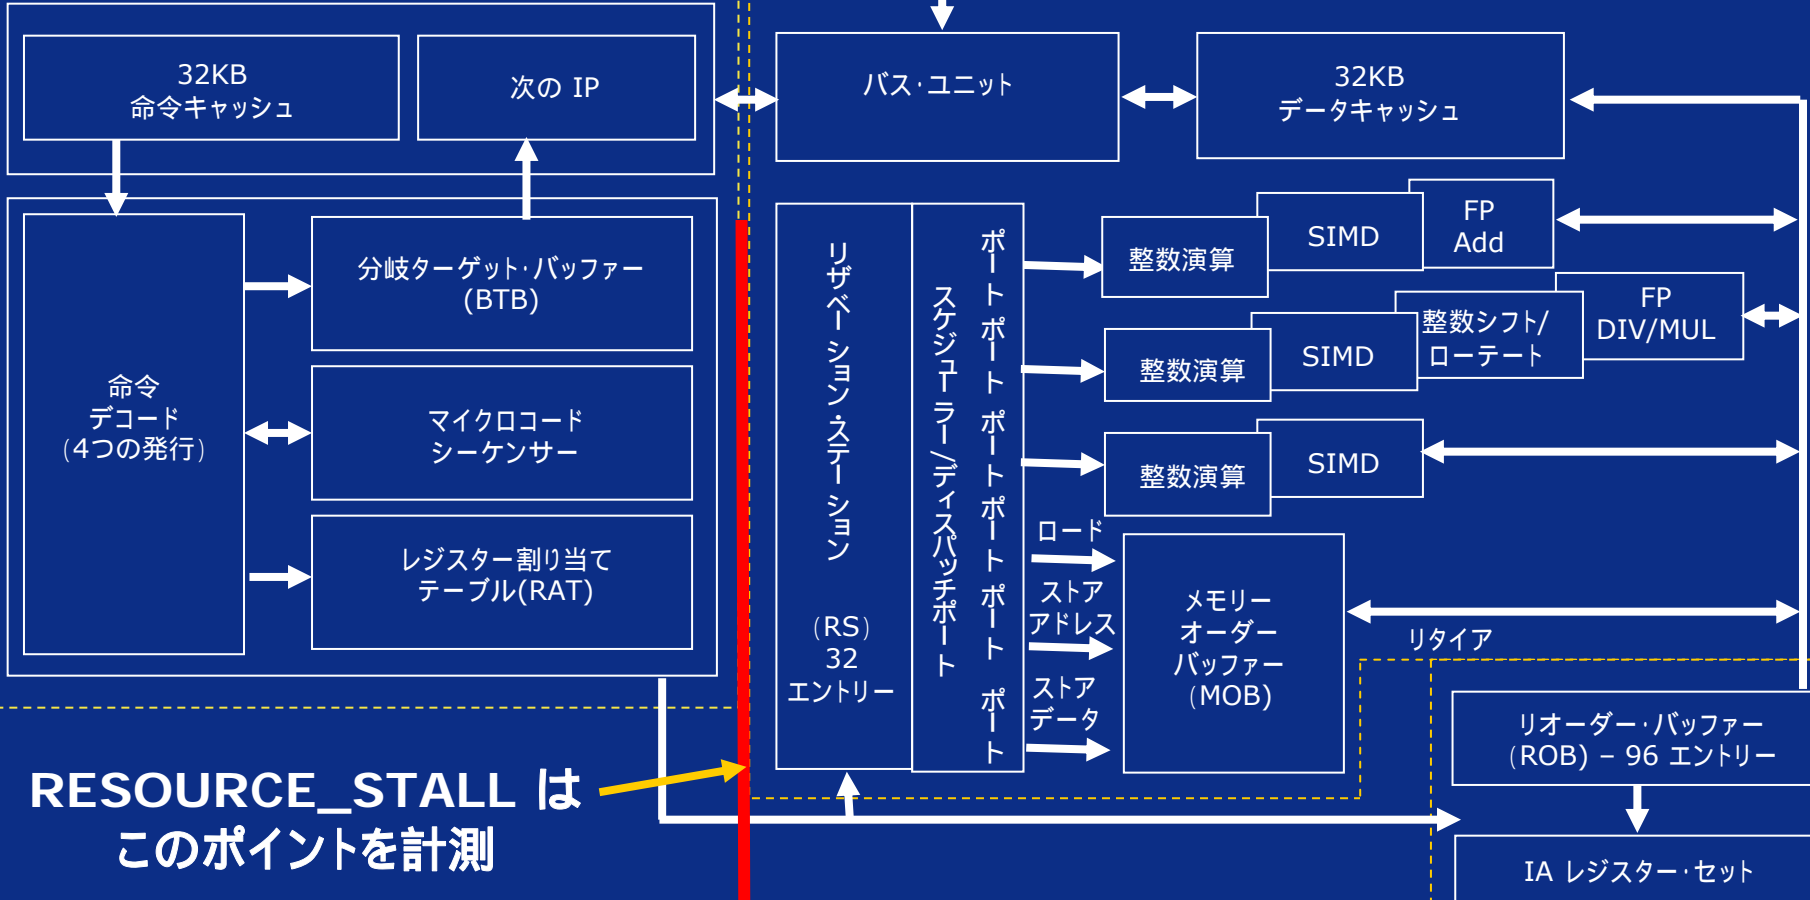 32KB
命令キャッシュ
次の IP
バス・ユニット
32KB
データキャッシュ
命令
デコード
(4つの発行)
分岐ターゲット・バッファー
(BTB)
マイクロコード
シーケンサー
レジスター割り当て
テーブル(RAT)
リザベーション・ステーション
(RS)
32
エントリー
スケジューラー/ディスパッチポート
ポート
ポート
ポート
ポート
ポート
ポート
整数演算
SIMD
FP
Add
整数演算
SIMD
整数シフト/
ローテート
FP
DIV/MUL
整数演算
SIMD
ロード
ストア
アドレス
ストア
データ
メモリー
オーダー
バッファー
(MOB)
リタイア
リオーダー・バッファー
(ROB) – 96 エントリー
IA レジスター・セット
RESOURCE_STALL は
このポイントを計測